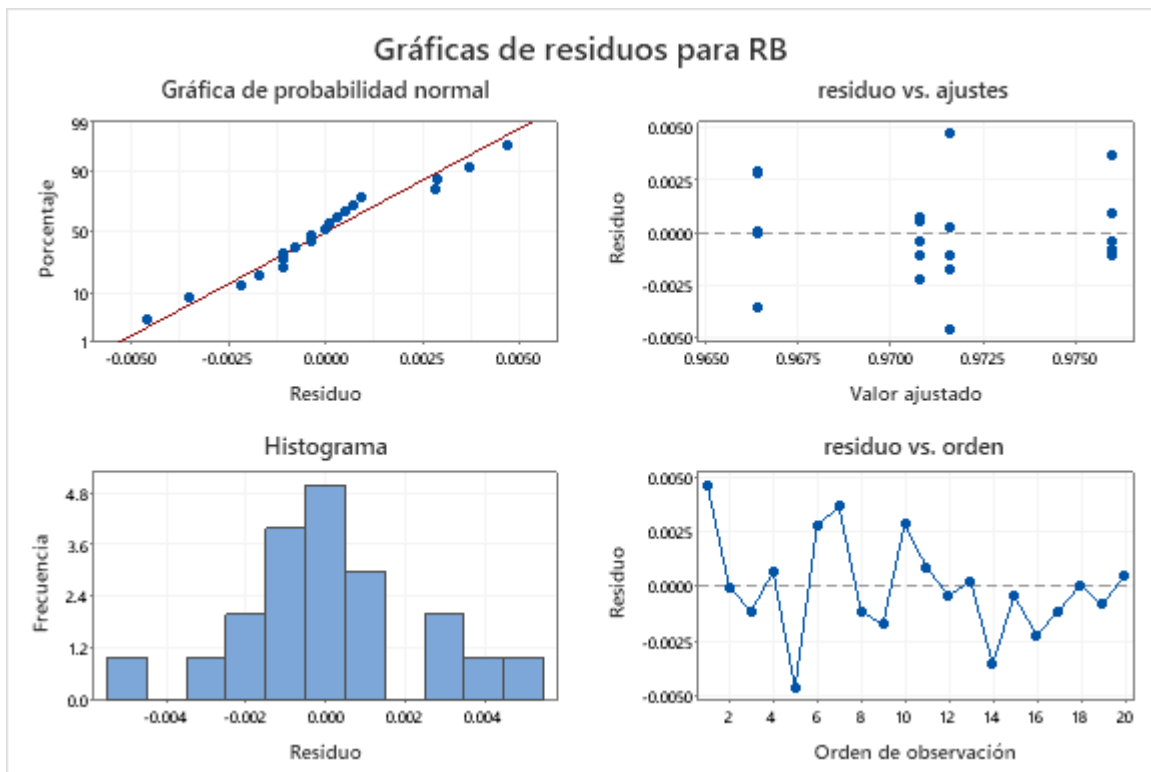 Gráficas de residuos para RB
Gráfica de probabilidad normal
99
90
50
10
1
Porcentaje
-0.0050 -0.0025 0.0000 0.0025 0.0050
Residuo
residuo vs. ajustes
0.0050
0.0025
0.0000
-0.0025
-0.0050
Residuo
0.9650 0.9675 0.9700 0.9725 0.9750
Valor ajustado
Histograma
4.8
3.6
2.4
1.2
0.0
Frecuencia
-0.004 -0.002 0.000 0.002 0.004
Residuo
residuo vs. orden
0.0050
0.0025
0.0000
-0.0025
-0.0050
Residuo
2 4 6 8 10 12 14 16 18 20
Orden de observación